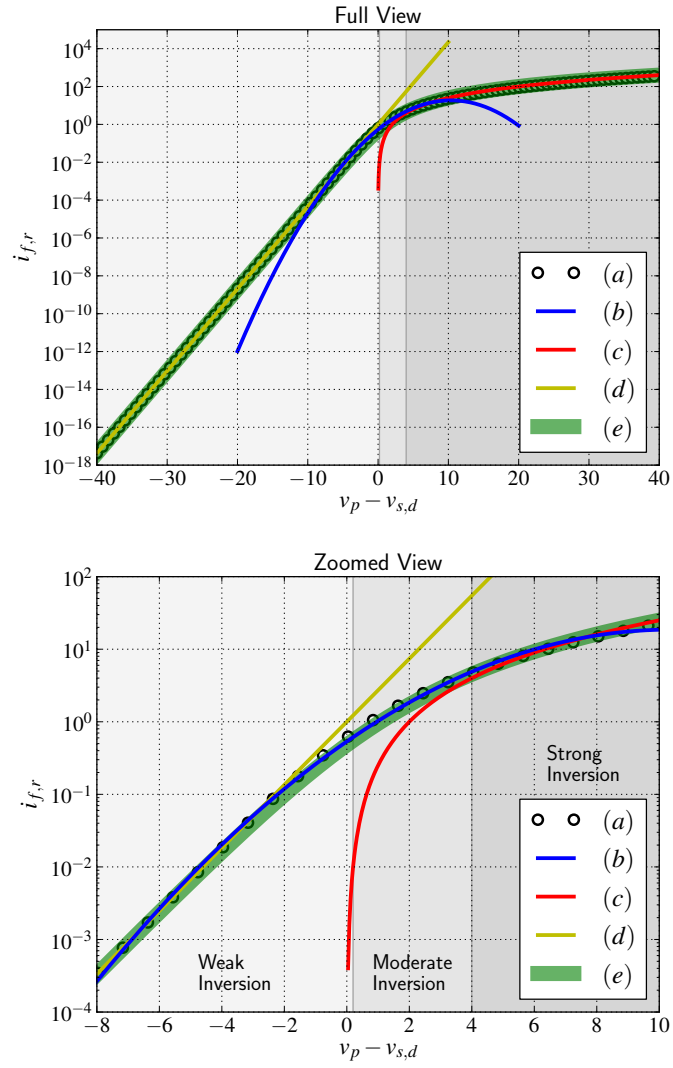 Full View
10^4
10^2
10^0
10^−2
10^−4
10^−6
10^−8
10^−10
10^−12
10^−14
10^−16
10^−18
i_{f,r}
(a)
(b)
(c)
(d)
(e)
−40 −30 −20 −10 0 10 20 30 40
v_p − v_{s,d}
Zoomed View
10^2
10^1
10^0
10^−1
10^−2
10^−3
10^−4
i_{f,r}
Strong
Inversion
(a)
(b)
(c)
(d)
(e)
Weak
Inversion
Moderate
Inversion
−8 −6 −4 −2 0 2 4 6 8 10
v_p − v_{s,d}